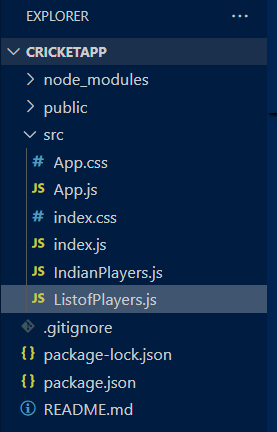 EXPLORER
CRICKETAPP
node_modules
public
src
# App.css
JS App.js
# index.css
JS index.js
JS IndianPlayers.js
JS ListofPlayers.js
.gitignore
{} package-lock.json
{} package.json
README.md